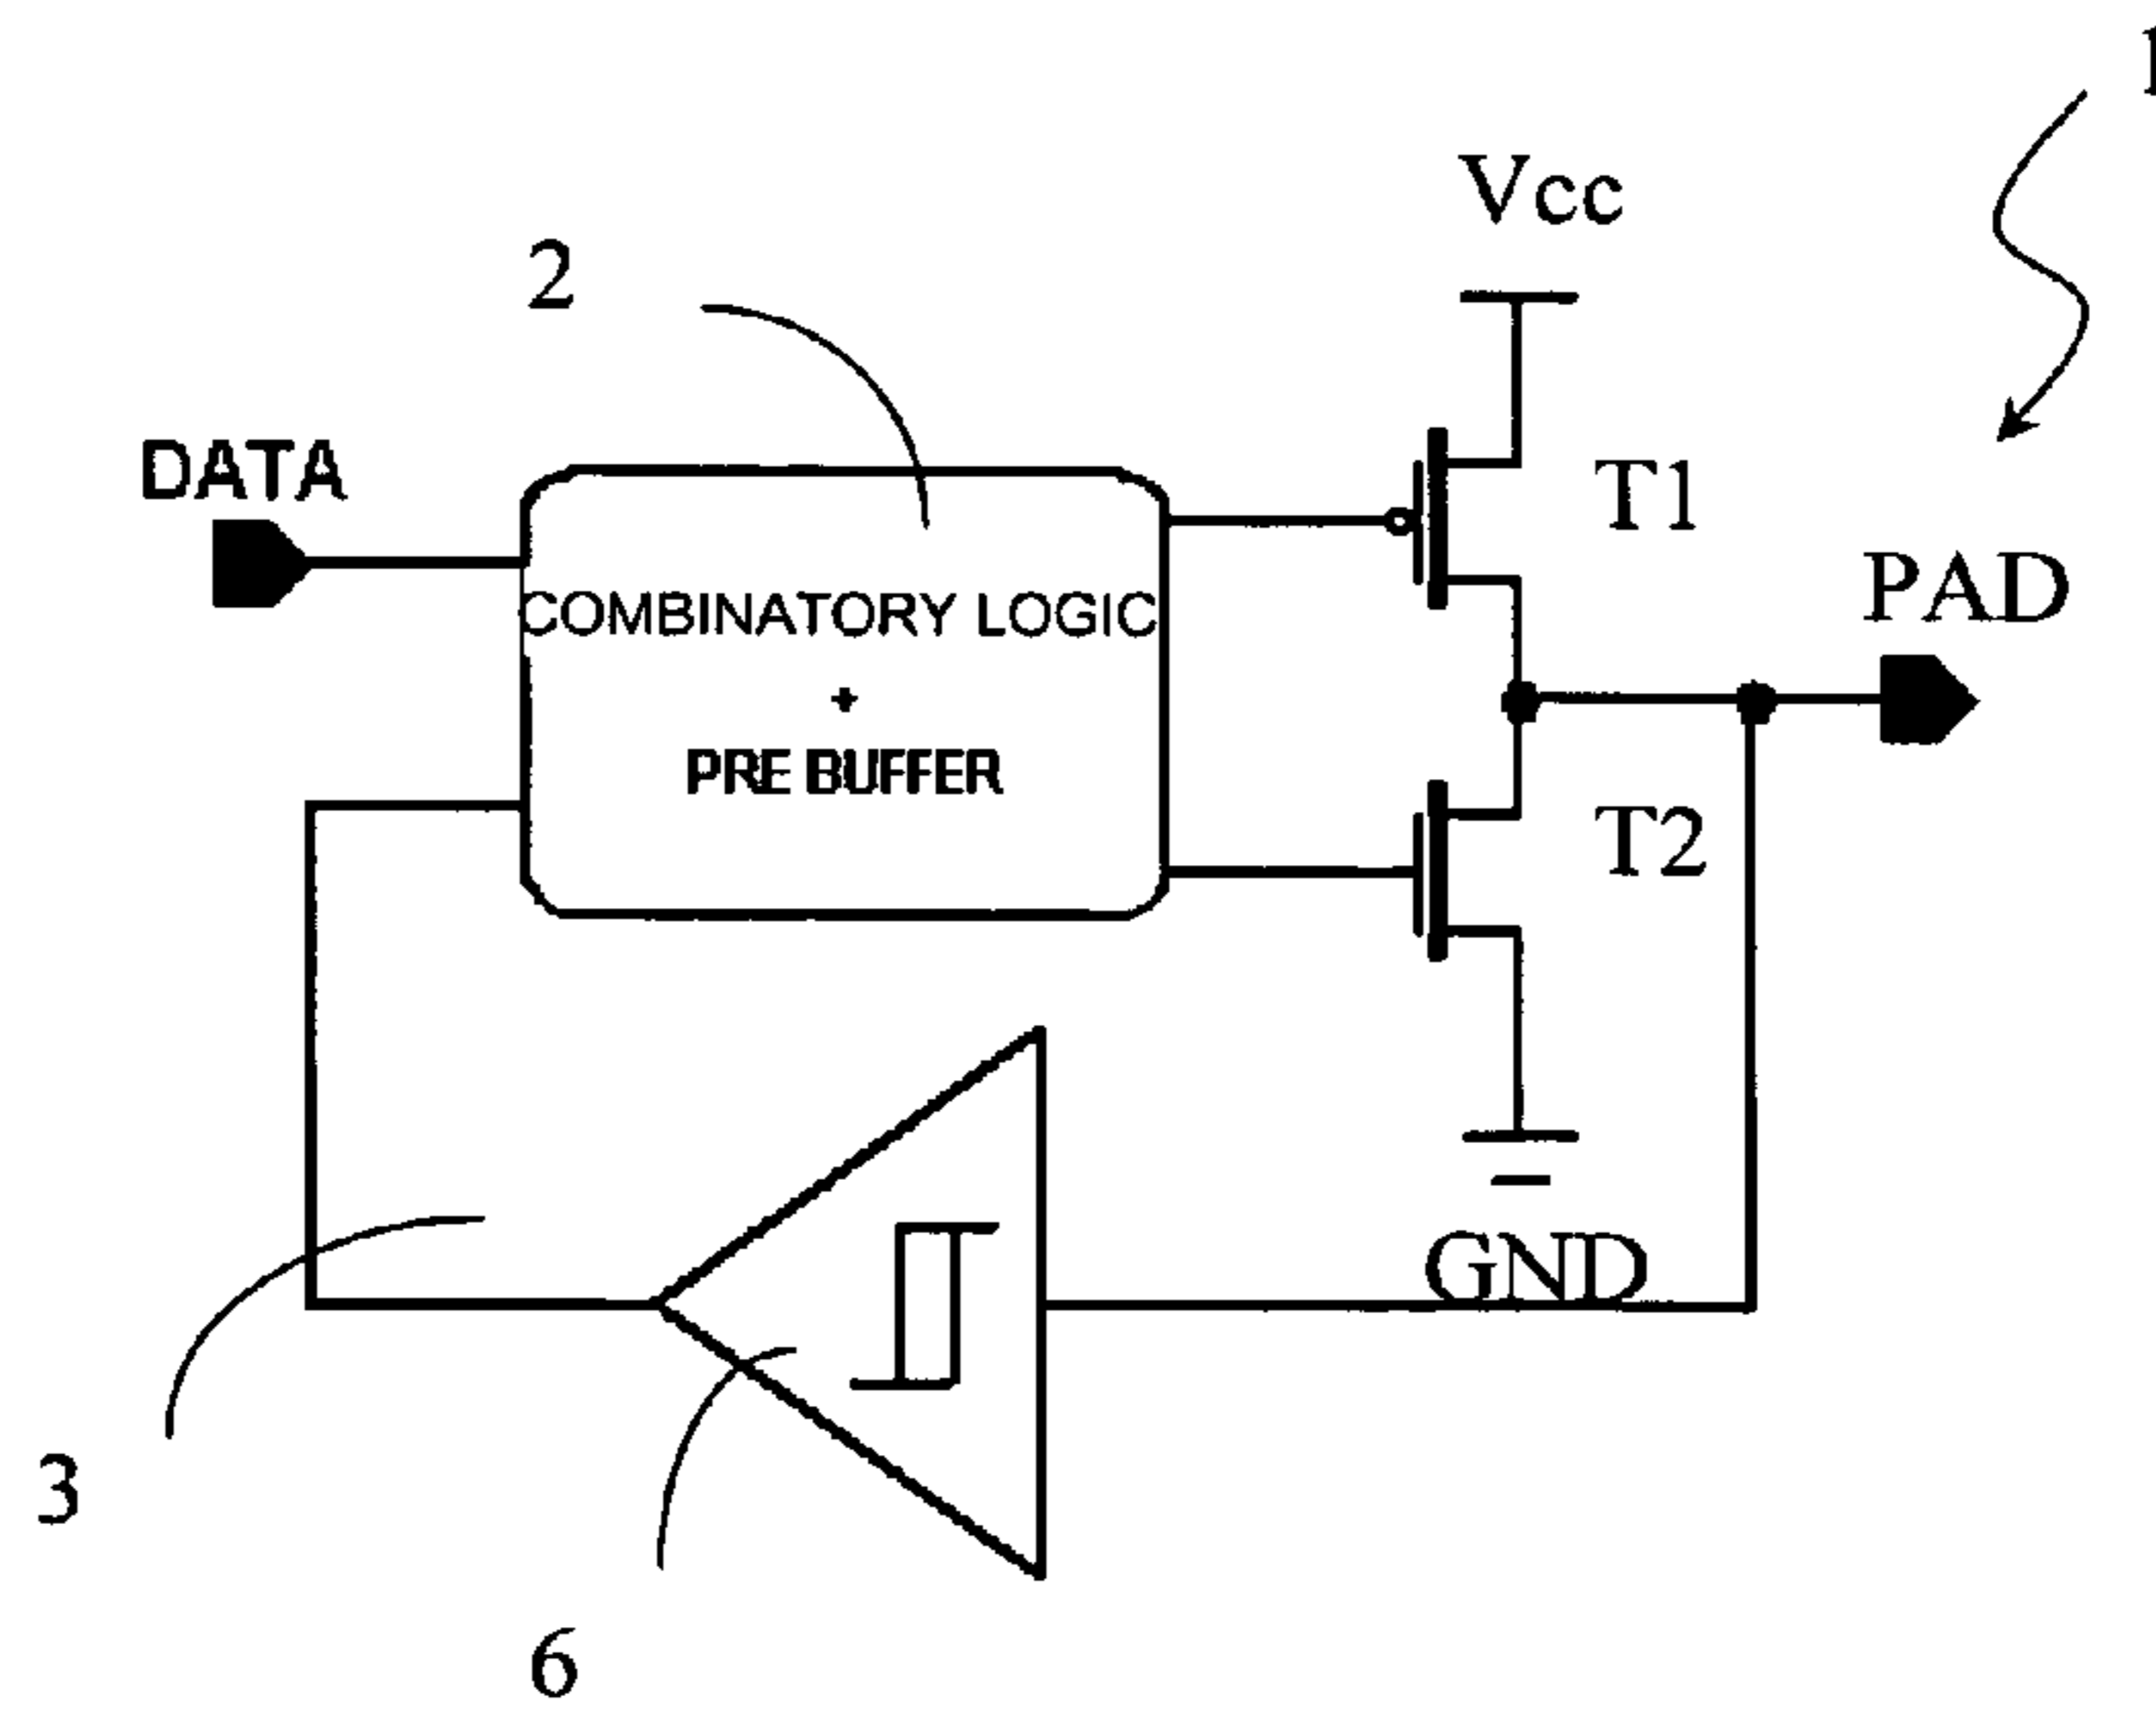 1
Vcc
2
DATA
T1
PAD
COMBINATORY LOGIC
+
PRE BUFFER
T2
GND
3
6